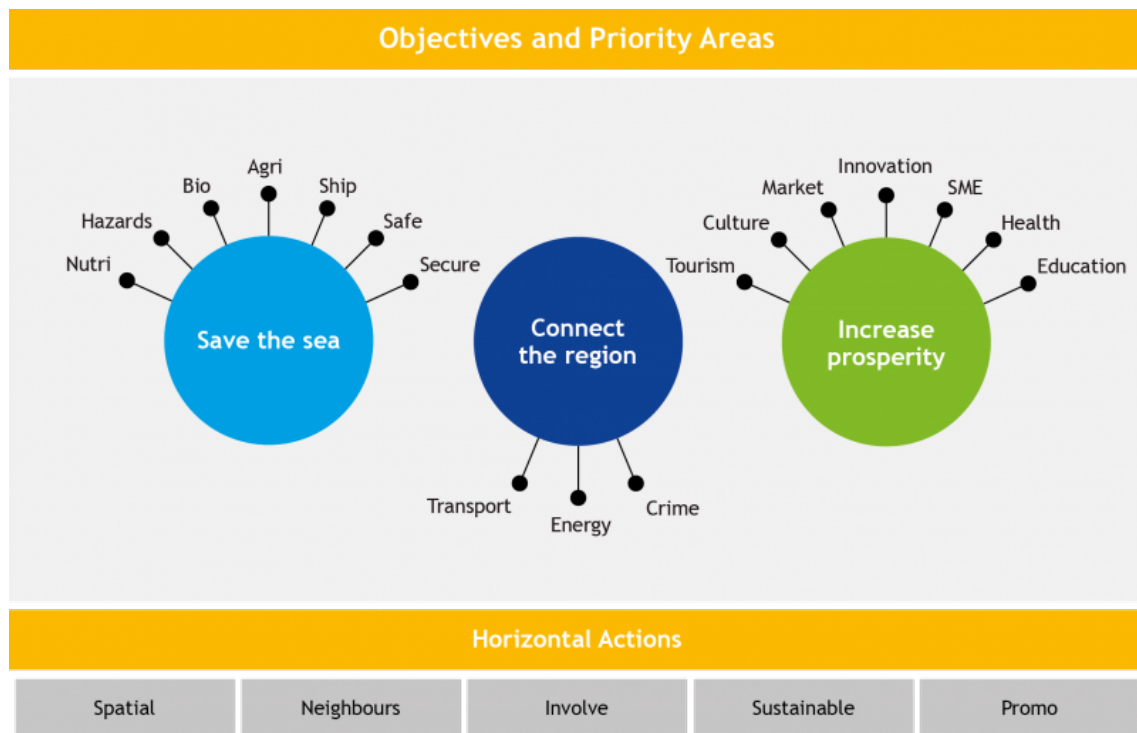 Objectives and Priority Areas
Nutri
Hazards
Bio
Agri
Ship
Safe
Secure
Save the sea
Connect
the region
Transport
Energy
Crime
Tourism
Culture
Market
Innovation
SME
Health
Education
Increase
prosperity
Horizontal Actions
Spatial
Neighbours
Involve
Sustainable
Promo